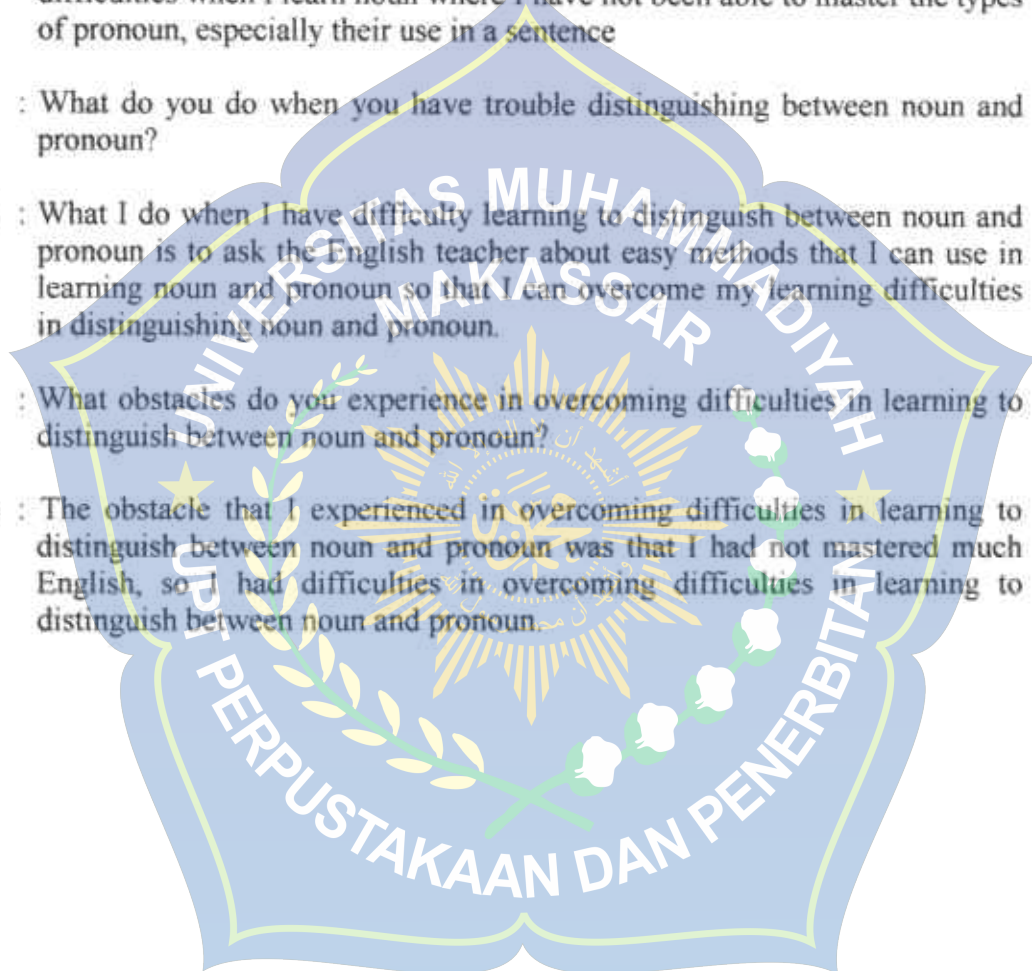 difficulties when I learn noun where I have not been able to master the types
of pronoun, especially their use in a sentence
: What do you do when you have trouble distinguishing between noun and
pronoun?
: What I do when I have difficulty learning to distinguish between noun and
pronoun is to ask the English teacher about easy methods that I can use in
learning noun and pronoun so that I can overcome my learning difficulties
in distinguishing noun and pronoun.
: What obstacles do you experience in overcoming difficulties in learning to
distinguish between noun and pronoun?
: The obstacle that I experienced in overcoming difficulties in learning to
distinguish between noun and pronoun was that I had not mastered much
English, so I had difficulties in overcoming difficulties in learning to
distinguish between noun and pronoun.
UNIVERSITAS MUHAMMADIYAH
MAKASSAR
UPT PERPUSTAKAAN DAN PENERBITAN